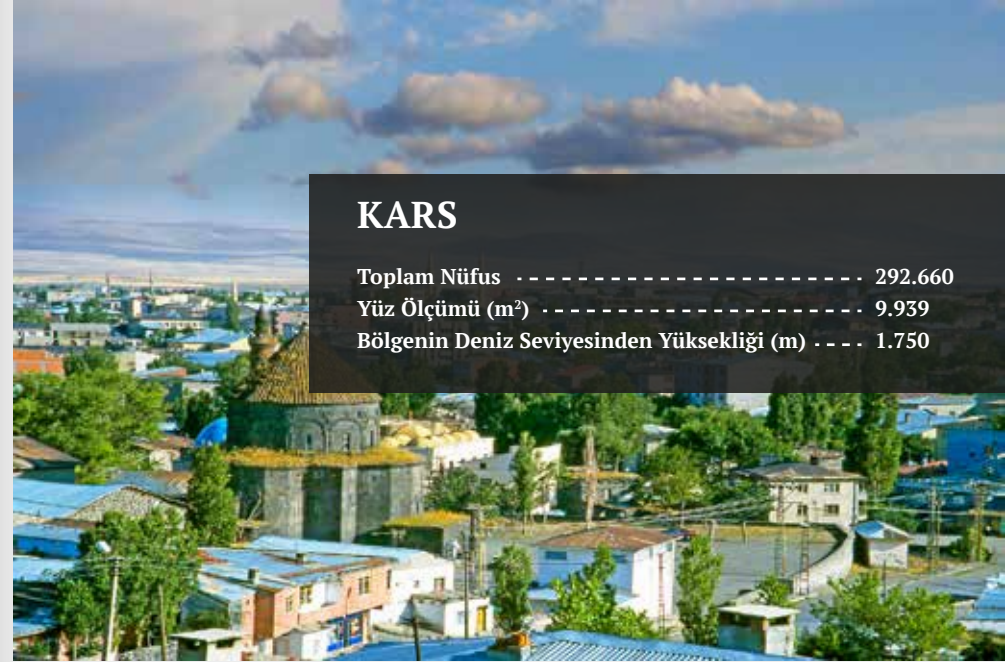 KARS
Toplam Nüfus - - - - - - - - - - - - - - - - - - - - - - - - - - 292.660
Yüz Ölçümü (m²) - - - - - - - - - - - - - - - - - - - - - - - - 9.939
Bölgenin Deniz Seviyesinden Yüksekliği (m) - - - - 1.750